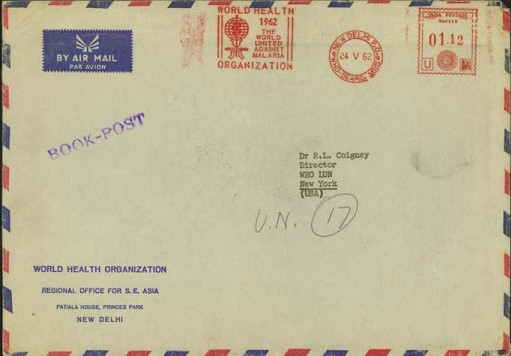 BY AIR MAIL
PAR AVION
WORLD HEALTH
1962
THE
WORLD
UNITED
AGAINST
MALARIA
ORGANIZATION
NEW DELHI
24 V 62
INDIA POSTAGE
01.12
U
BOOK-POST
Dr R.L. Coigney
Director
WHO LUN
New York
(USA)
U.N. 17
WORLD HEALTH ORGANIZATION
REGIONAL OFFICE FOR S. E. ASIA
PATIALA HOUSE, PRINCES PARK
NEW DELHI